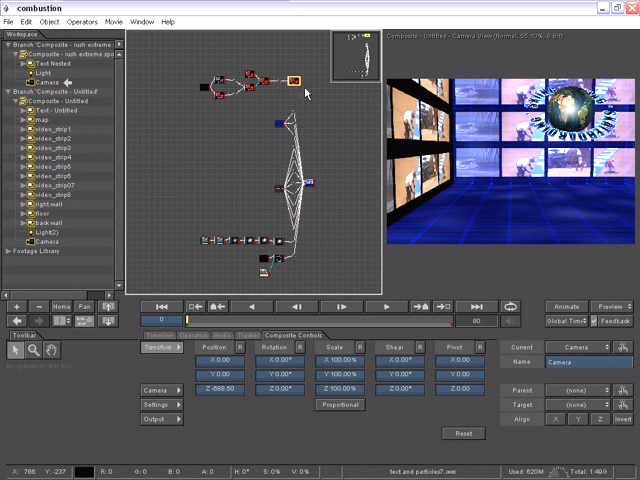 combustion
File Edit Object Operators Movie Window Help
Workspace
Composite - Untitled - Camera View (Normal, 55.10%, 8 Bit)
Branch 'Composite - rush extreme
Composite - rush extreme xpo
Text Nested
Light
Camera
Branch 'Composite - Untitled'
Composite - Untitled
Text - Untitled
map
video_strip1
video_strip2
video_strip3
video_strip4
video_strip5
video_strip6
video_strip07
video_strip8
right wall
floor
back wall
Light(2)
Camera
Footage Library
+ − Home Pan
Animate Preview
0 60 Global Time Feedback
Toolbar Timeline Operation Audio Tracker Composite Controls
Transform Position R Rotation R Scale R Shear R Pivot R Current Camera
X 0.00 X 0.00° X 100.00% X 0.00° X 0.00 Name Camera
Y 0.00 Y 0.00° Y 100.00% Y 0.00° Y 0.00
Camera Z -688.50 Z 0.00° Z 100.00% Z 0.00° Z 0.00 Parent (none)
Settings Proportional Target (none)
Output Align X Y Z Invert
Reset
X: 766 Y: -237 R: 0 G: 0 B: 0 A: 0 H: 0° S: 0% V: 0% text and particles7.cws Used: 620M Total: 1.49G